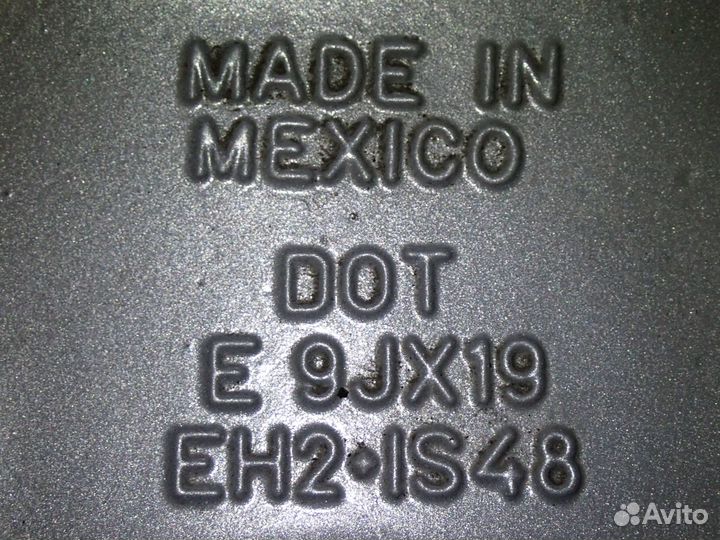 MADE IN
MEXICO
DOT
E 9JX19
EH2•IS48
Avito